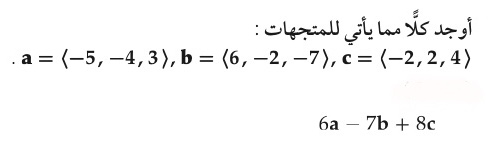 أوجد كلًّا مما يأتي للمتجهات :
a = ⟨−5, −4, 3⟩, b = ⟨6, −2, −7⟩, c = ⟨−2, 2, 4⟩ .
6a − 7b + 8c